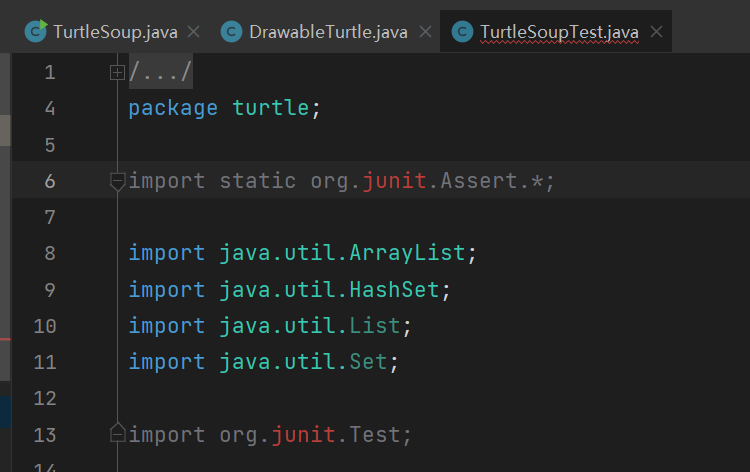 TurtleSoup.java DrawableTurtle.java TurtleSoupTest.java
1 /.../
4 package turtle;
5
6 import static org.junit.Assert.*;
7
8 import java.util.ArrayList;
9 import java.util.HashSet;
10 import java.util.List;
11 import java.util.Set;
12
13 import org.junit.Test;
14